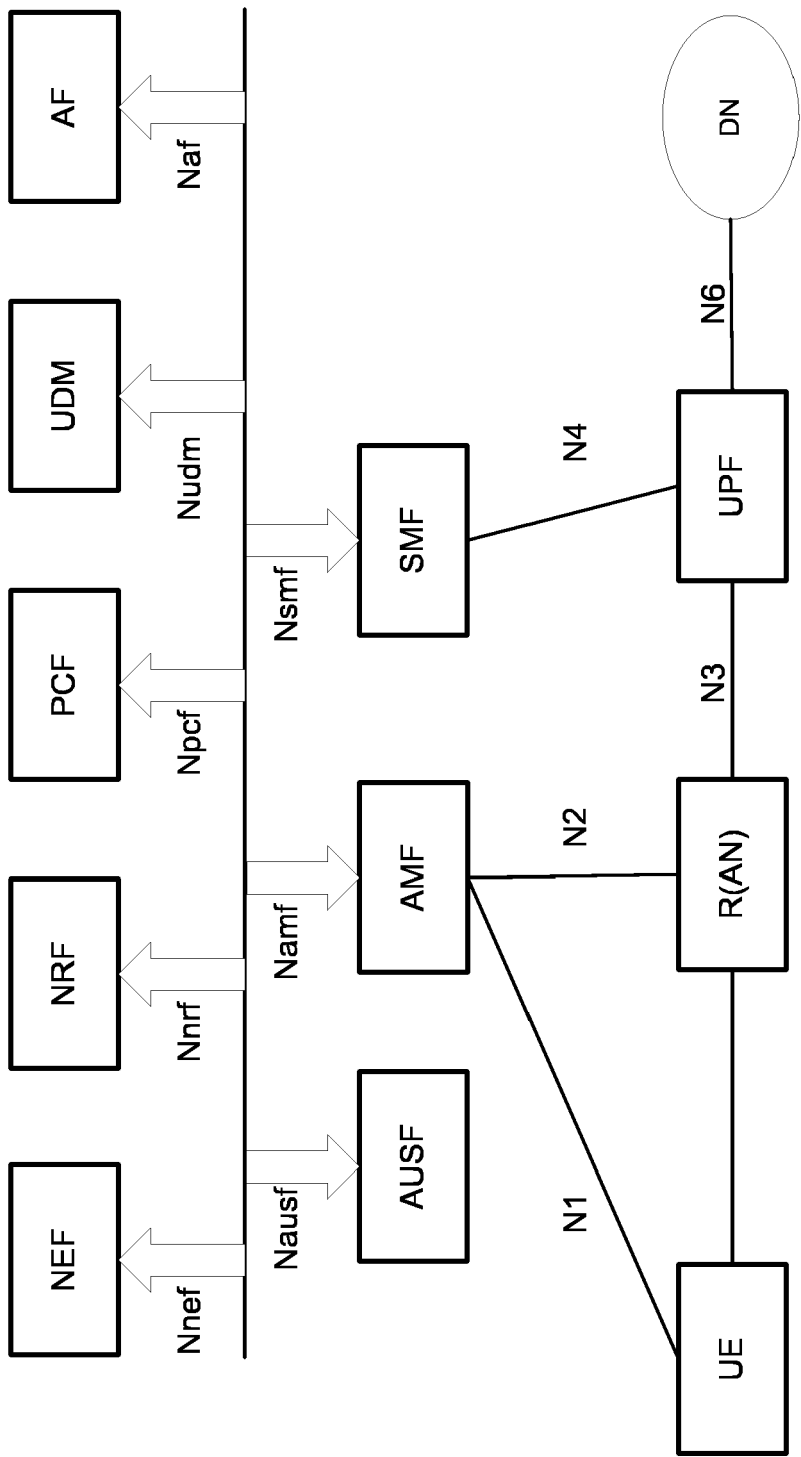 NEF
NRF
PCF
UDM
AF
Nnef
Nnrf
Npcf
Nudm
Naf
Nausf
Namf
Nsmf
AUSF
AMF
SMF
N1
N2
N4
UE
R(AN)
N3
UPF
N6
DN